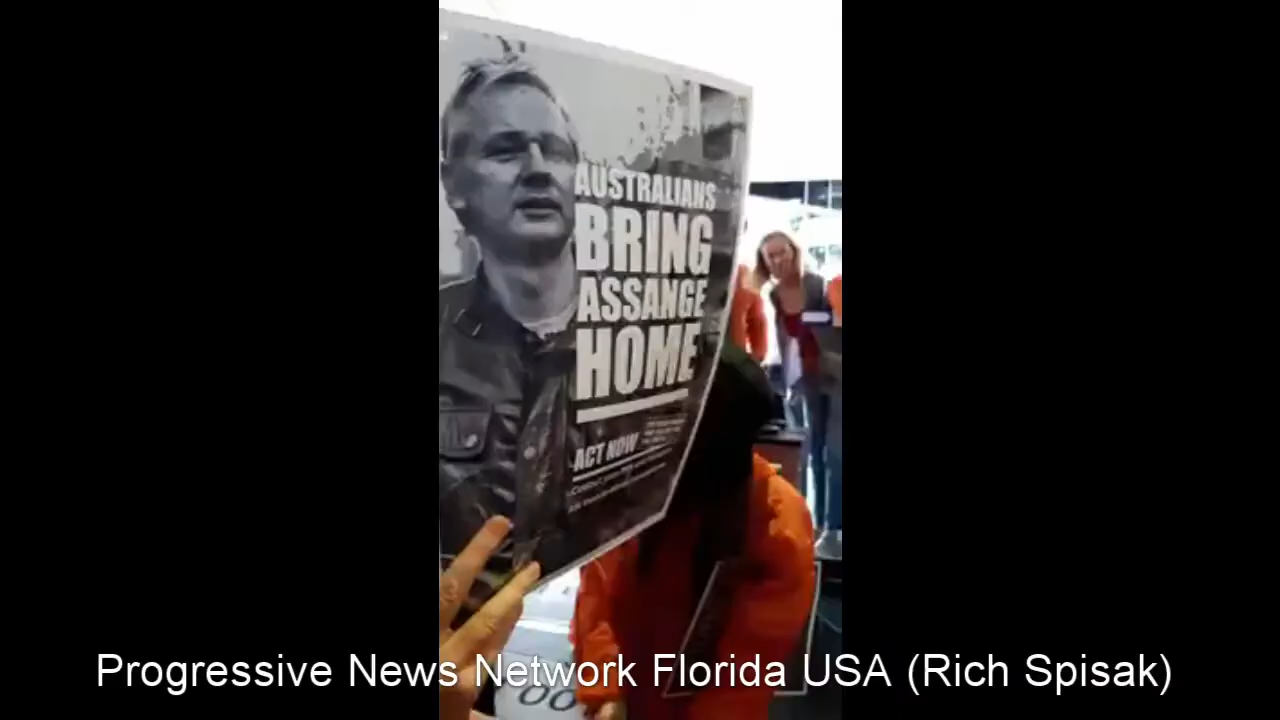 AUSTRALIANS
BRING
ASSANGE
HOME
ACT NOW
Progressive News Network Florida USA (Rich Spisak)